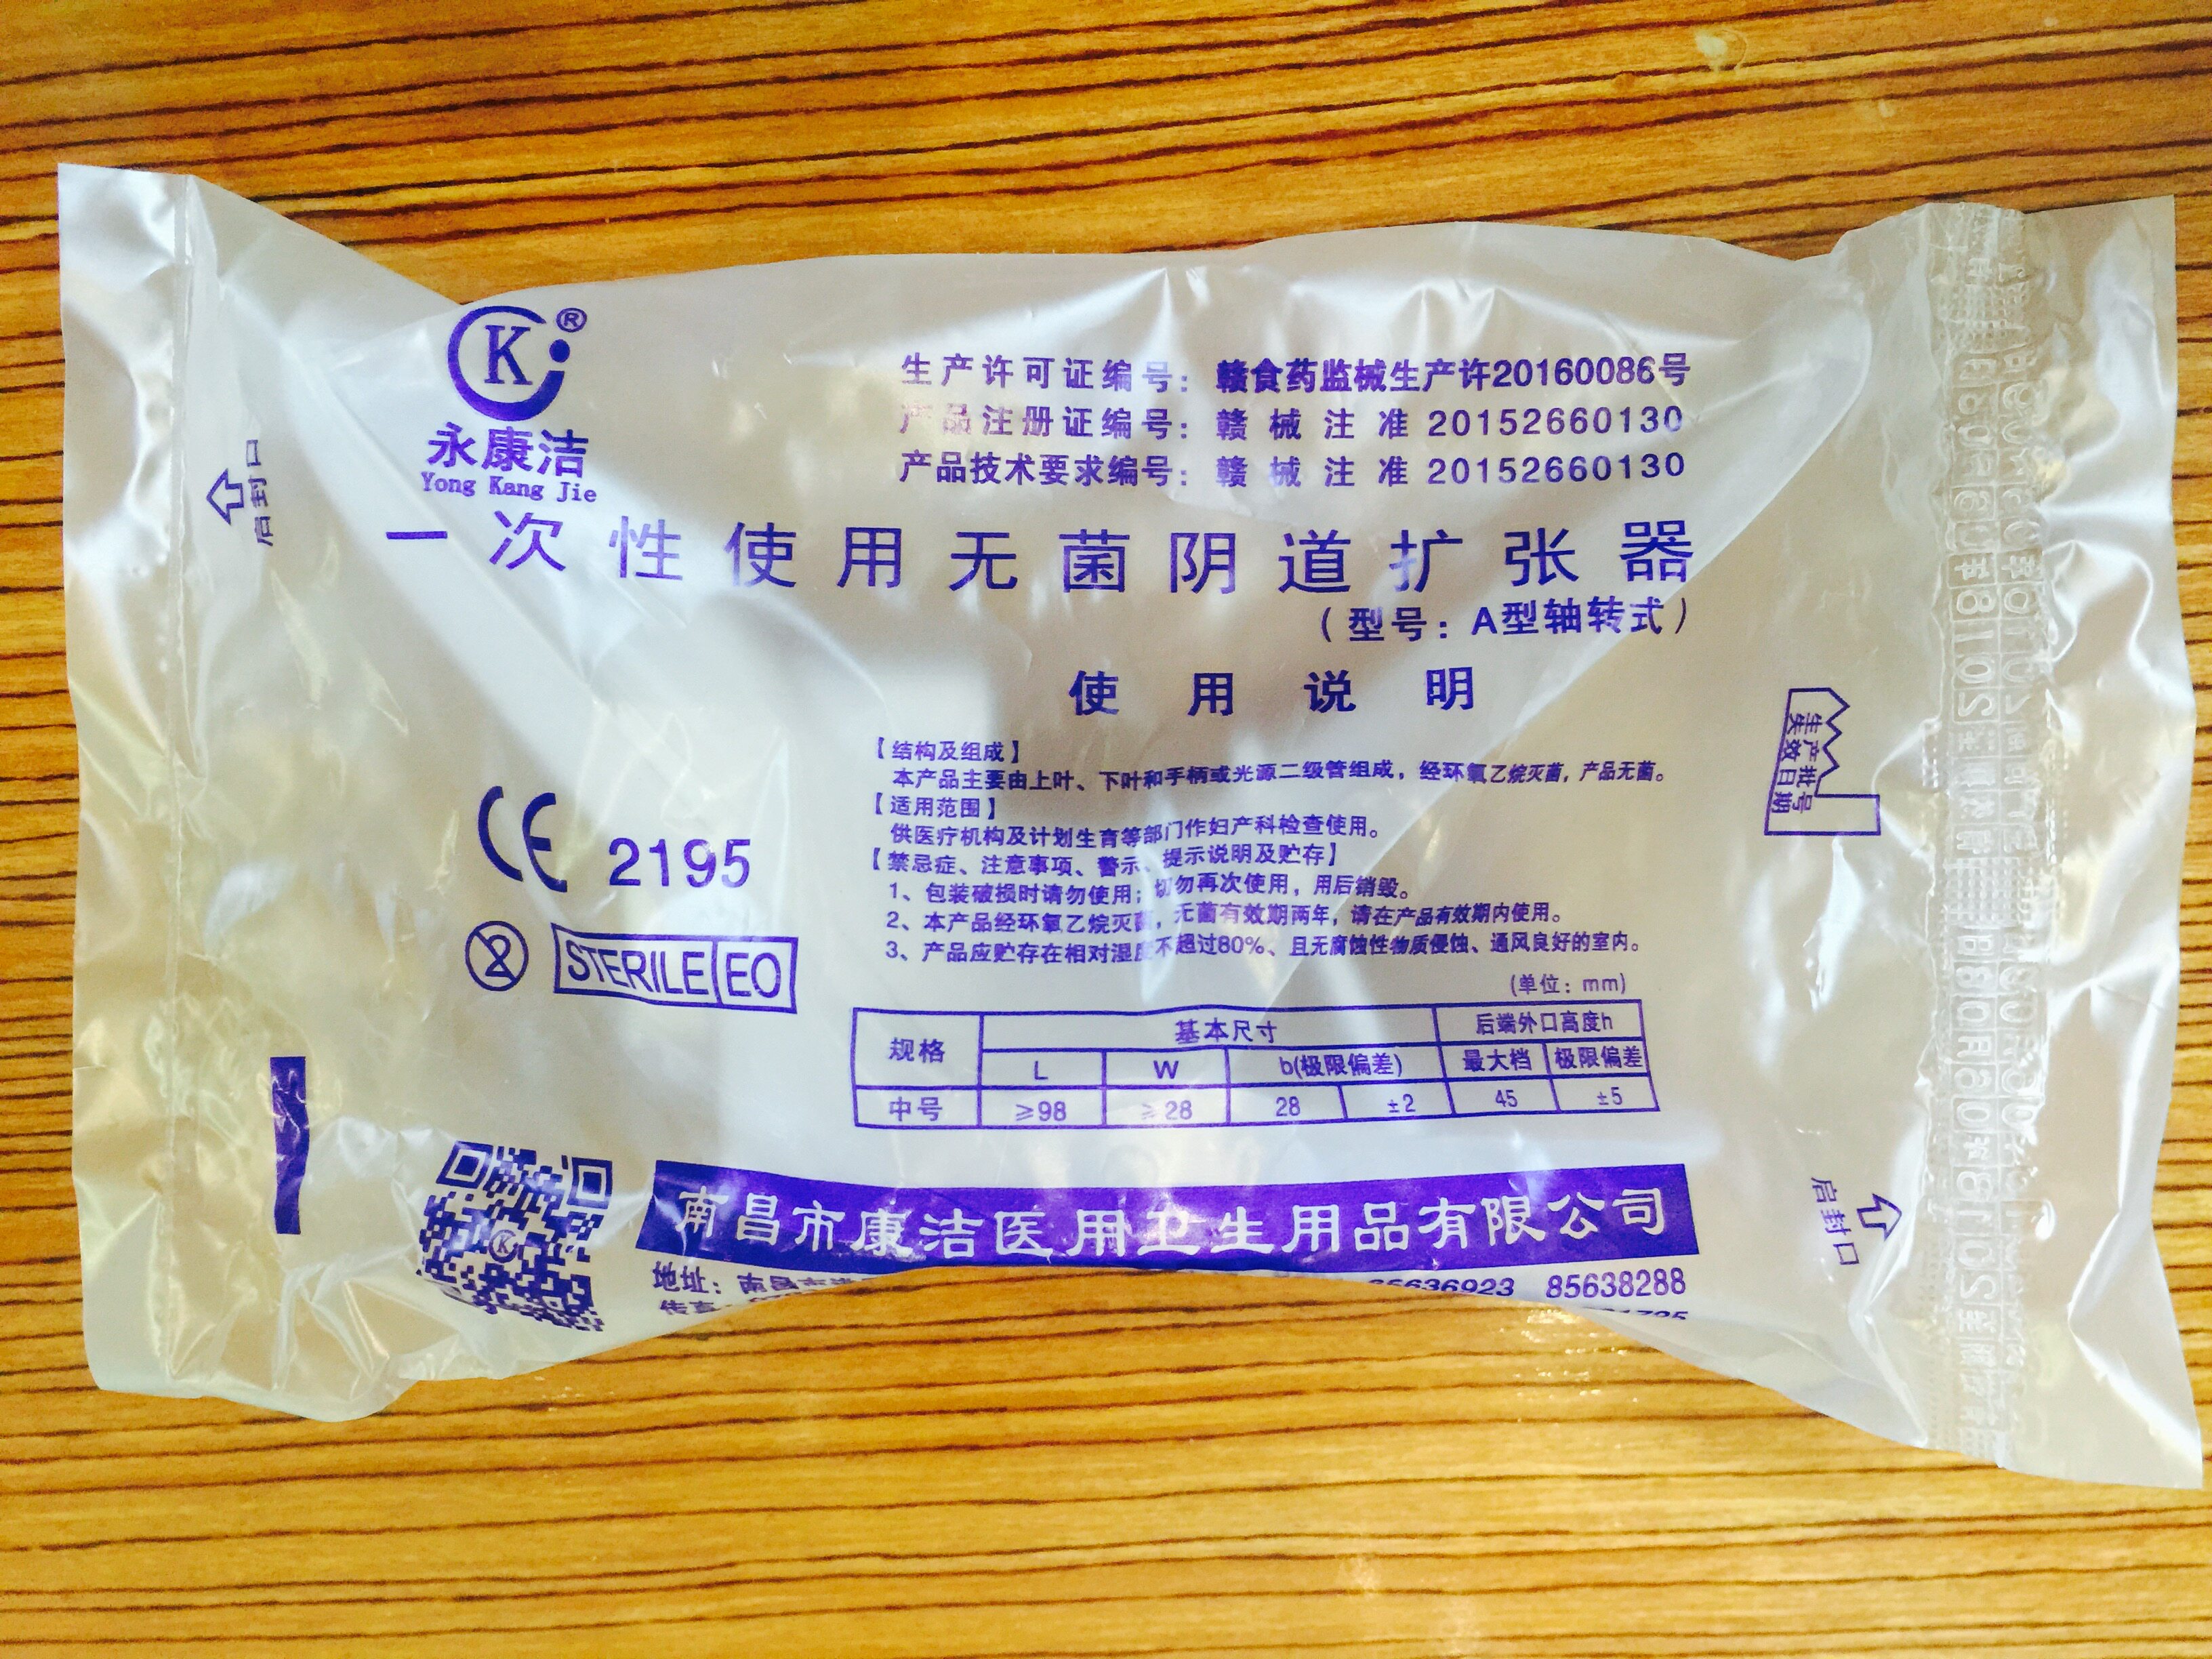 K ®
永康洁
Yong Kang Jie
生产许可证编号：赣食药监械生产许20160086号
产品注册证编号：赣械注准20152660130
产品技术要求编号：赣械注准20152660130
一次性使用无菌阴道扩张器
（型号：A型轴转式）
使用说明
【结构及组成】
本产品主要由上叶、下叶和手柄或光源二级管组成，经环氧乙烷灭菌，产品无菌。
【适用范围】
供医疗机构及计划生育等部门作妇产科检查使用。
【禁忌症、注意事项、警示、提示说明及贮存】
1、包装破损时请勿使用；切勿再次使用，用后销毁。
2、本产品经环氧乙烷灭菌，无菌有效期两年，请在产品有效期内使用。
3、产品应贮存在相对湿度不超过80%、且无腐蚀性物质侵蚀、通风良好的室内。
(单位：mm)
规格 基本尺寸 后端外口高度h
L W b(极限偏差) 最大档 极限偏差
中号 ≥98 ≥28 28 ±2 45 ±5
CE 2195
2
STERILE EO
启封口
生产批号
失效日期
启封口
K
南昌市康洁医用卫生用品有限公司
地址：南昌市
85638288
传真：